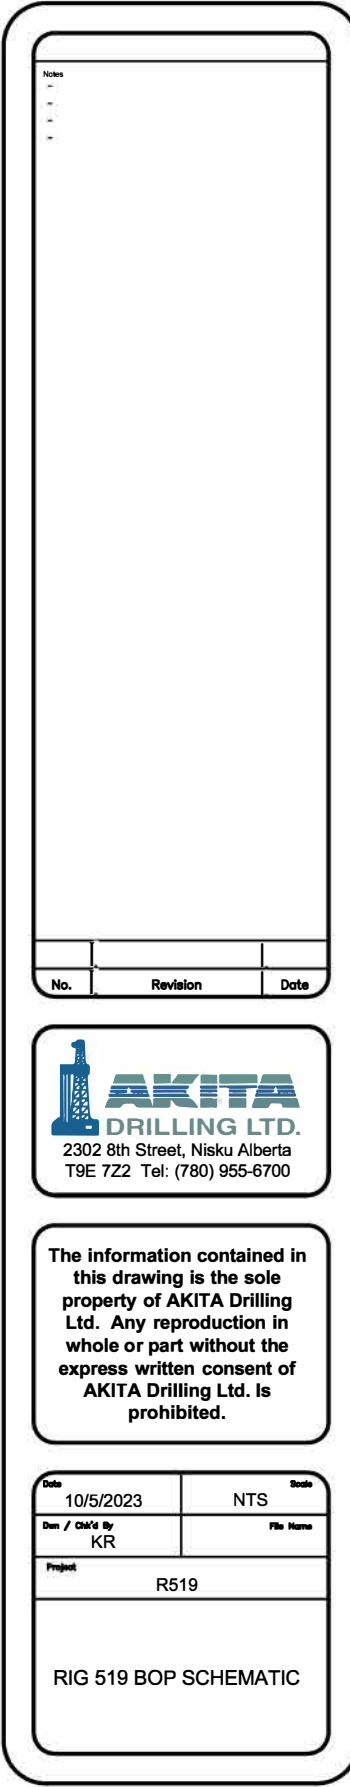 Notes
-
-
-
-
No. Revision Date
AKITA
DRILLING LTD.
2302 8th Street, Nisku Alberta
T9E 7Z2 Tel: (780) 955-6700
The information contained in
this drawing is the sole
property of AKITA Drilling
Ltd. Any reproduction in
whole or part without the
express written consent of
AKITA Drilling Ltd. Is
prohibited.
Date Scale
10/5/2023 NTS
Dwn / Chk'd By File Name
KR
Project
R519
RIG 519 BOP SCHEMATIC